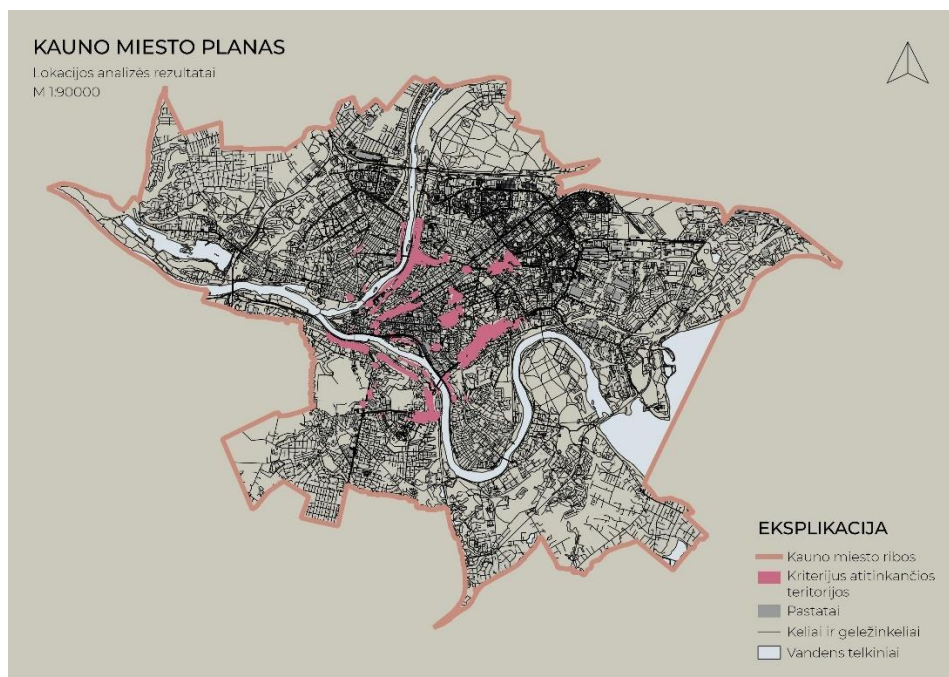 KAUNO MIESTO PLANAS
Lokacijos analizės rezultatai
M 1:90000
EKSPLIKACIJA
Kauno miesto ribos
Kriterijus atitinkančios
teritorijos
Pastatai
Keliai ir geležinkeliai
Vandens telkiniai